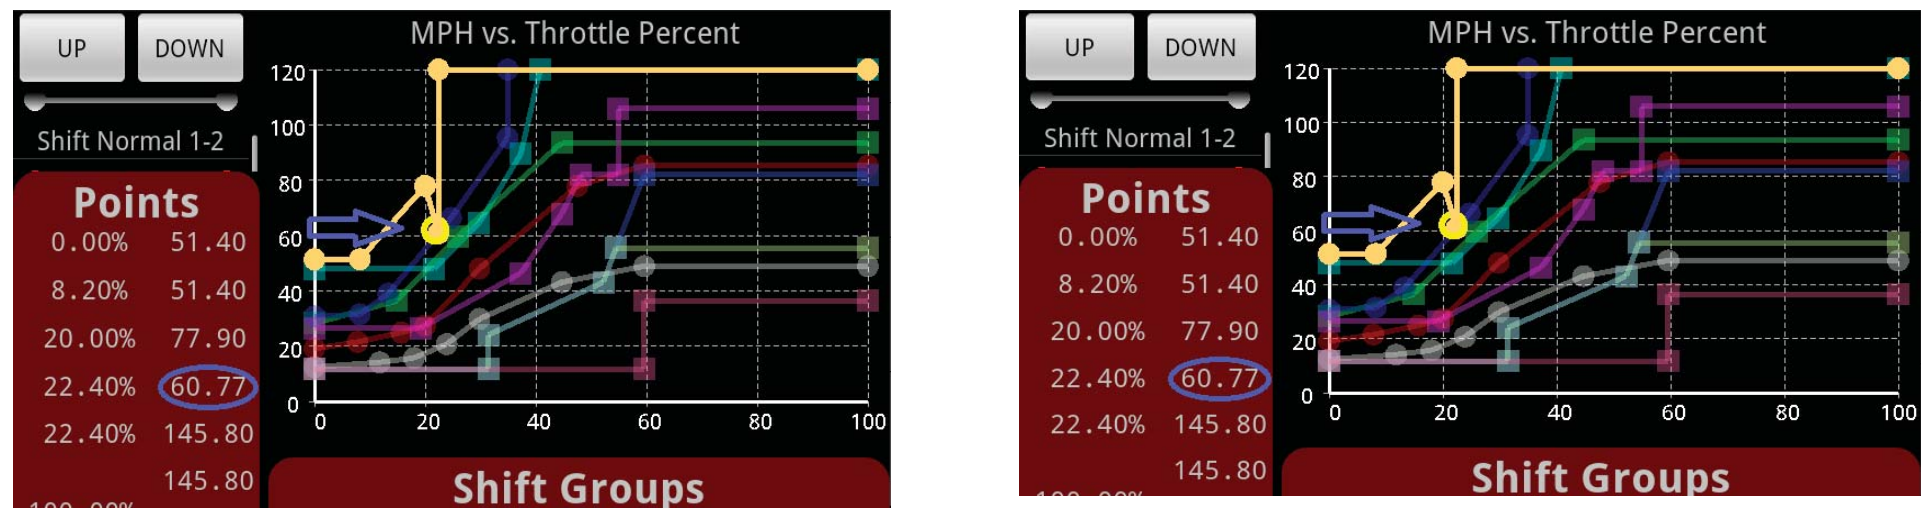 UP DOWN
MPH vs. Throttle Percent
Shift Normal 1-2
Points
0.00% 51.40
8.20% 51.40
20.00% 77.90
22.40% 60.77
22.40% 145.80
145.80
120
100
80
60
40
20
0
0 20 40 60 80 100
Shift Groups
UP DOWN
MPH vs. Throttle Percent
Shift Normal 1-2
Points
0.00% 51.40
8.20% 51.40
20.00% 77.90
22.40% 60.77
22.40% 145.80
145.80
120
100
80
60
40
20
0
0 20 40 60 80 100
Shift Groups